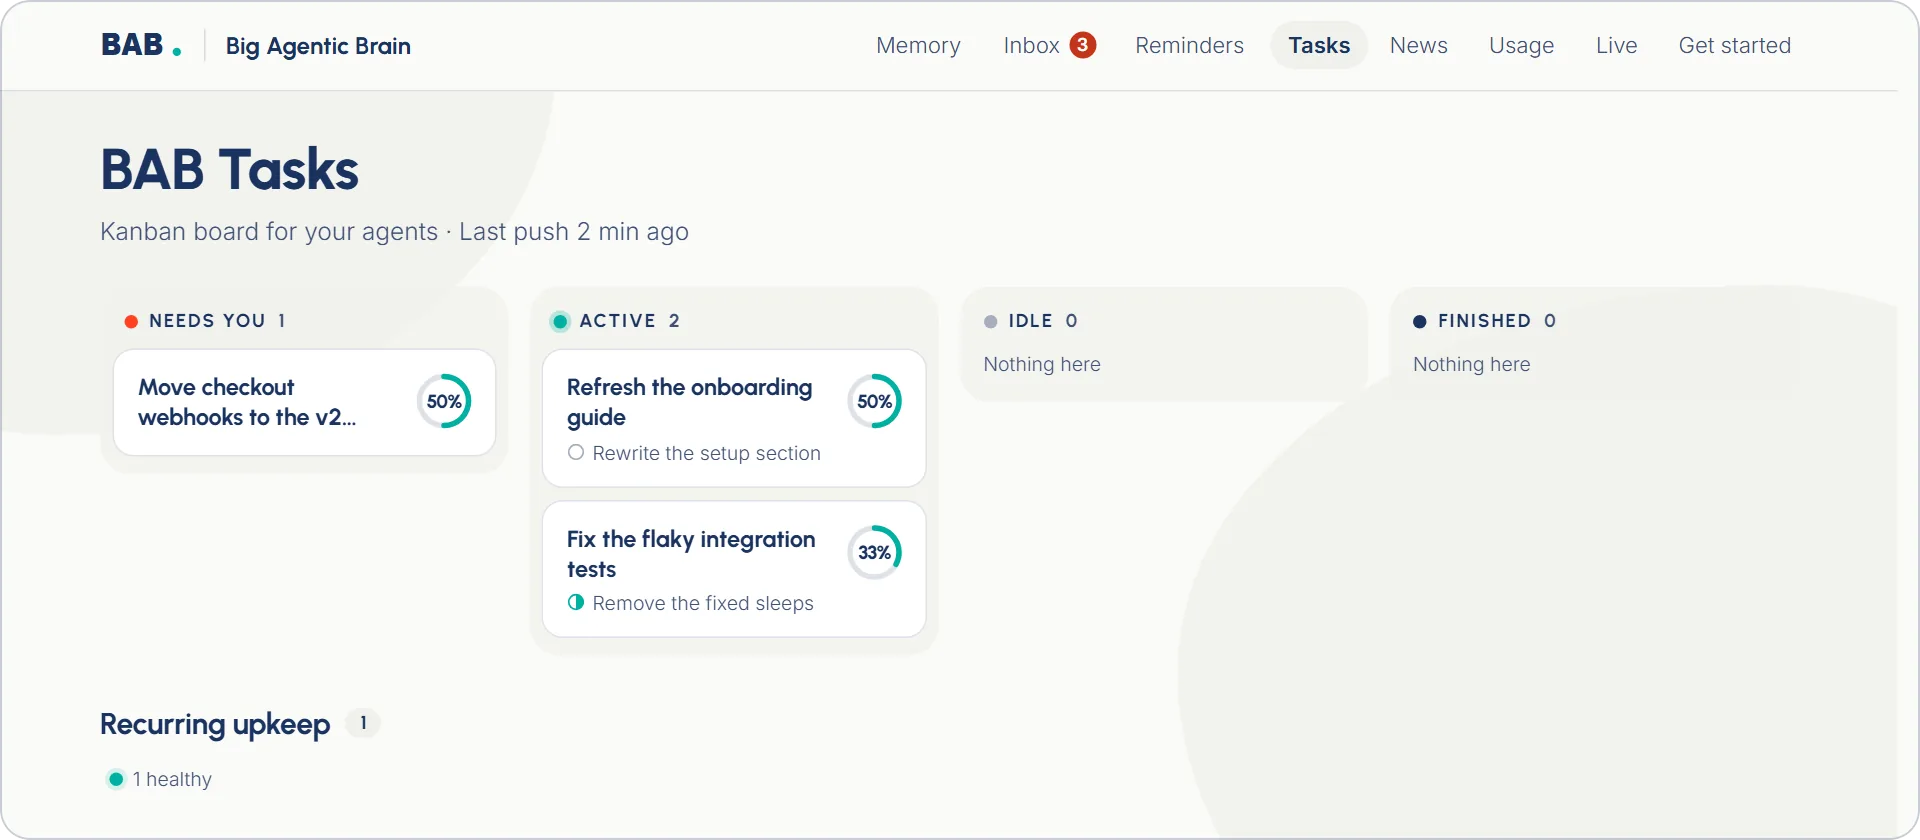 BAB. Big Agentic Brain
Memory Inbox 3 Reminders Tasks News Usage Live Get started
BAB Tasks
Kanban board for your agents · Last push 2 min ago
NEEDS YOU 1
Move checkout
webhooks to the v2...
50%
ACTIVE 2
Refresh the onboarding
guide
50%
Rewrite the setup section
Fix the flaky integration
tests
33%
Remove the fixed sleeps
IDLE 0
Nothing here
FINISHED 0
Nothing here
Recurring upkeep 1
1 healthy